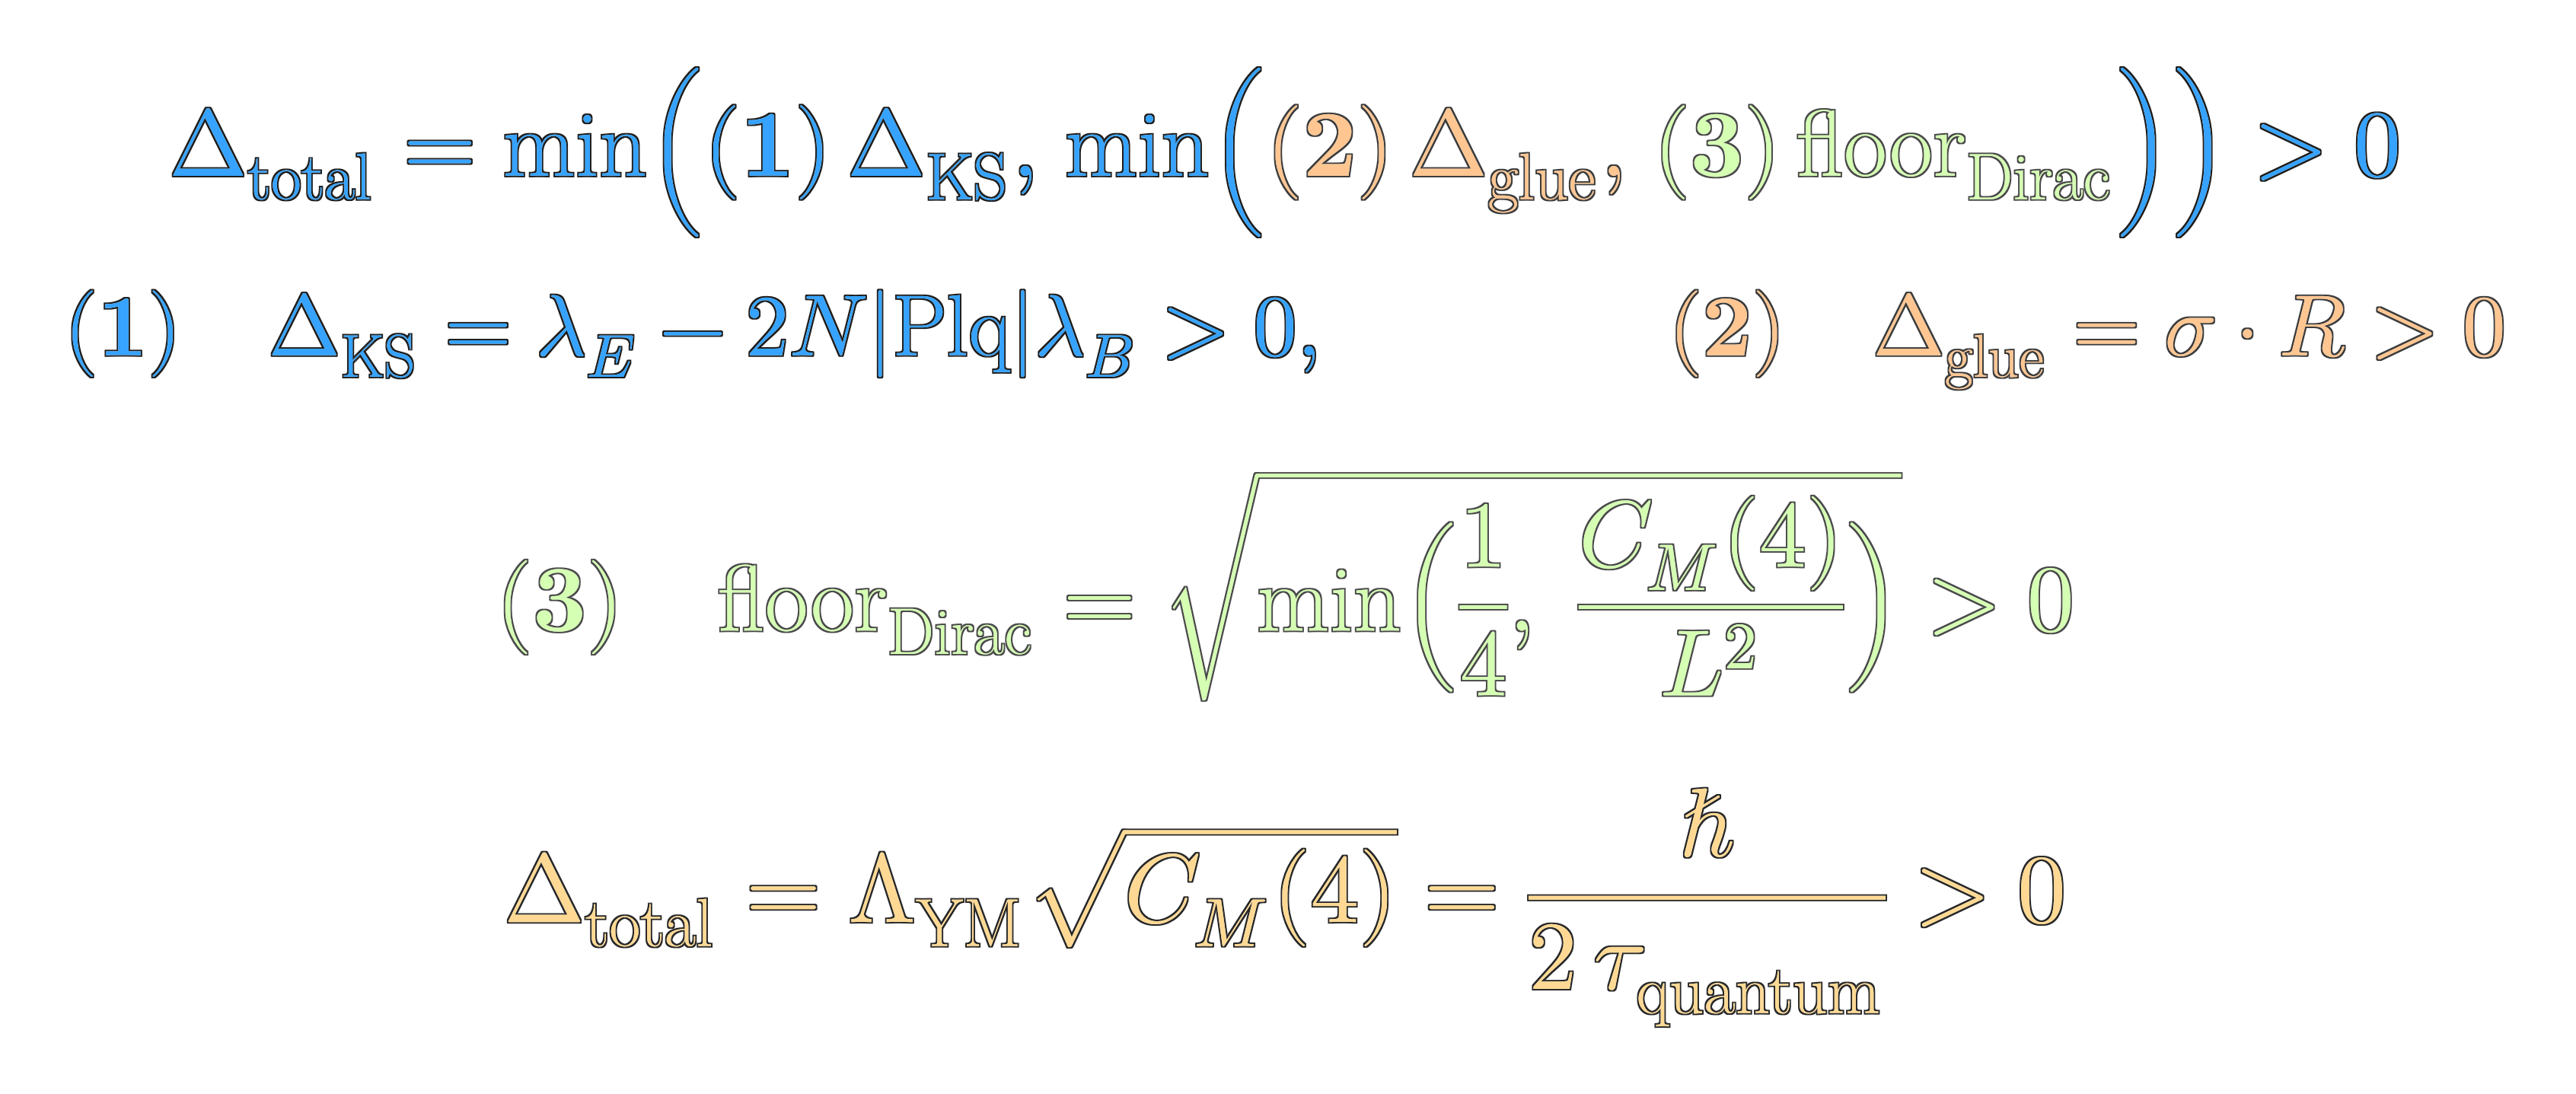 Δ_total = min((1) Δ_KS, min((2) Δ_glue, (3) floor_Dirac)) > 0
(1) Δ_KS = λ_E − 2N|Plq|λ_B > 0, (2) Δ_glue = σ · R > 0
(3) floor_Dirac = √(min(1/4, C_M(4)/L²)) > 0
Δ_total = Λ_YM √(C_M(4)) = ℏ/(2 τ_quantum) > 0